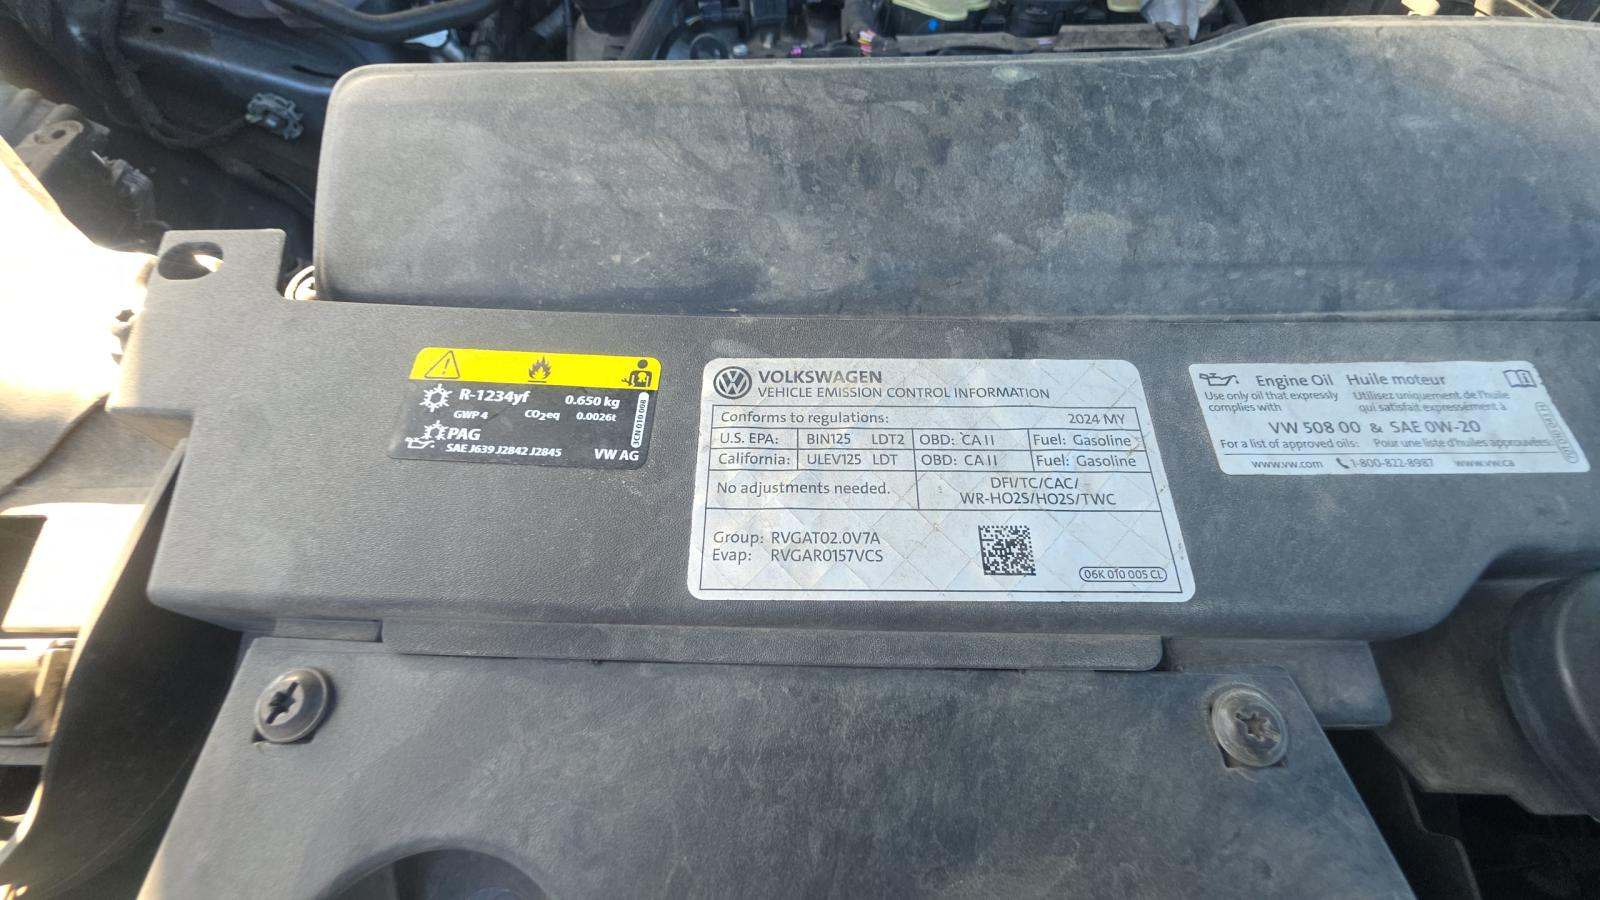 R-1234yf 0.650 kg
GWP 4 CO2eq 0.0026t
PAG
SAE J639 J2842 J2845 VW AG
VOLKSWAGEN
VEHICLE EMISSION CONTROL INFORMATION
Conforms to regulations: 2024 MY
U.S. EPA: BIN125 LDT2 OBD: CA II Fuel: Gasoline
California: ULEV125 LDT OBD: CA II Fuel: Gasoline
No adjustments needed. DFI/TC/CAC/
WR-HO2S/HO2S/TWC
Group: RVGAT02.0V7A
Evap: RVGAR0157VCS
06K 010 005 CL
Engine Oil Huile moteur
Use only oil that expressly Utilisez uniquement de l'huile
complies with qui satisfait expressément à
VW 508 00 & SAE 0W-20
For a list of approved oils: Pour une liste d'huiles approuvées:
www.vw.com 1-800-822-8987 www.vw.ca